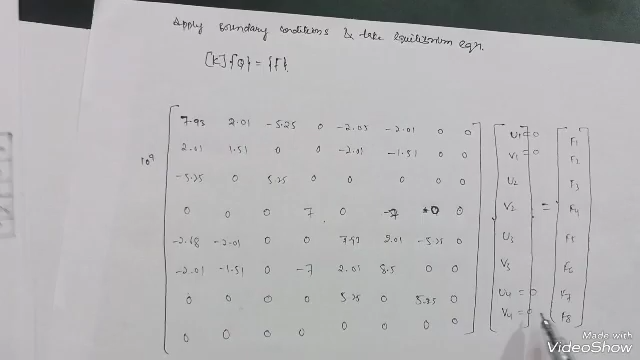 Apply boundary conditions & take Equilibrium eqn.
[K]{Q} = {F}.
7.93 2.01 -5.25 0 -2.05 -2.01 0 0 U1 = 0 F1
10⁹ 2.01 1.51 0 0 -2.01 -1.51 0 0 V1 = 0 F2
-5.25 0 5.25 0 0 0 0 0 U2 F3
0 0 0 7 0 -7 0 0 V2 = F4
-2.68 -2.01 0 0 7.93 2.01 -5.25 0 U3 F5
-2.01 -1.51 0 -7 2.05 8.5 0 0 V3 F6
0 0 0 0 5.25 0 5.25 0 U4 = 0 F7
0 0 0 0 0 0 0 0 V4 = 0 F8
Made with
VideoShow